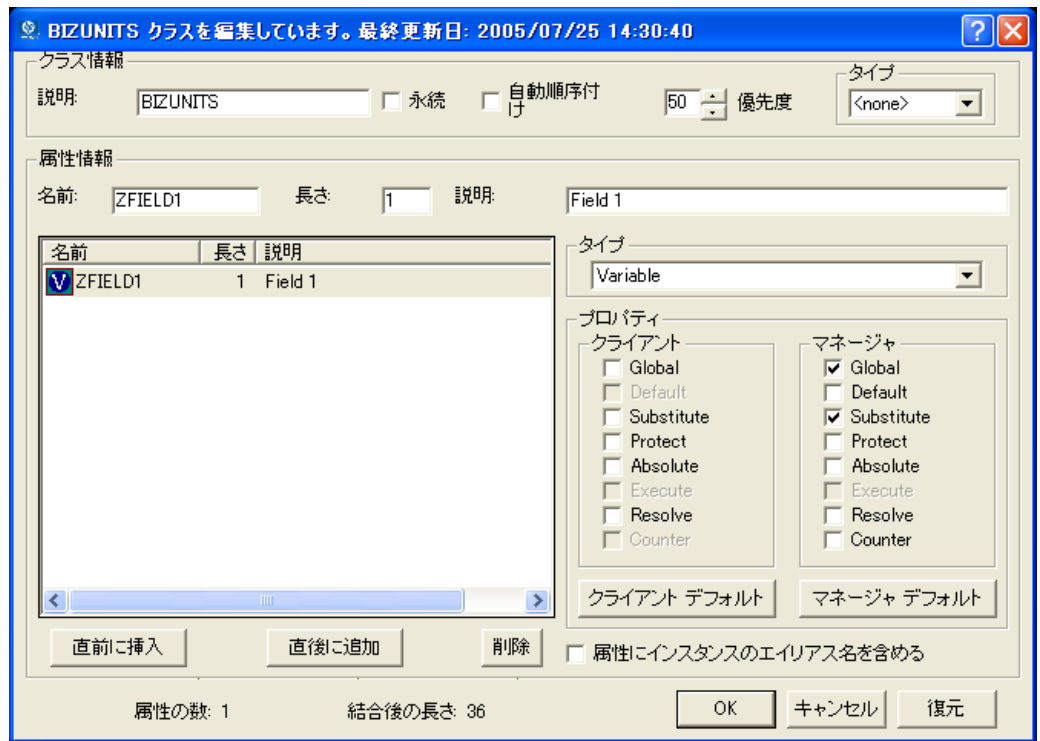 BIZUNITS クラスを編集しています。最終更新日: 2005/07/25 14:30:40
クラス情報
説明: BIZUNITS 永続 自動順序付け 50 優先度
タイプ
<none>
属性情報
名前: ZFIELD1 長さ: 1 説明: Field 1
名前 長さ 説明
V ZFIELD1 1 Field 1
タイプ
Variable
プロパティ
クライアント
Global
Default
Substitute
Protect
Absolute
Execute
Resolve
Counter
クライアント デフォルト
マネージャ
Global
Default
Substitute
Protect
Absolute
Execute
Resolve
Counter
マネージャ デフォルト
直前に挿入 直後に追加 削除
属性にインスタンスのエイリアス名を含める
属性の数: 1 結合後の長さ: 36
OK キャンセル 復元